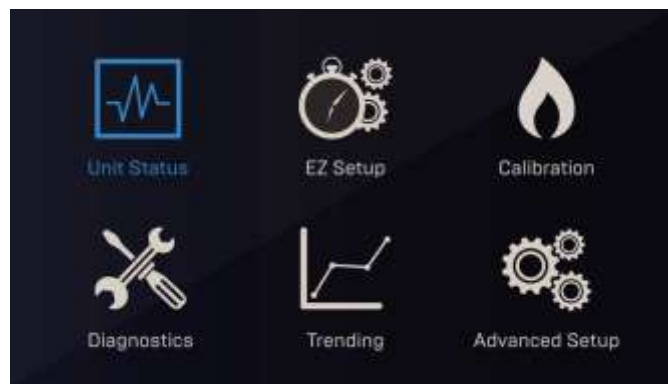 Unit Status
EZ Setup
Calibration
Diagnostics
Trending
Advanced Setup